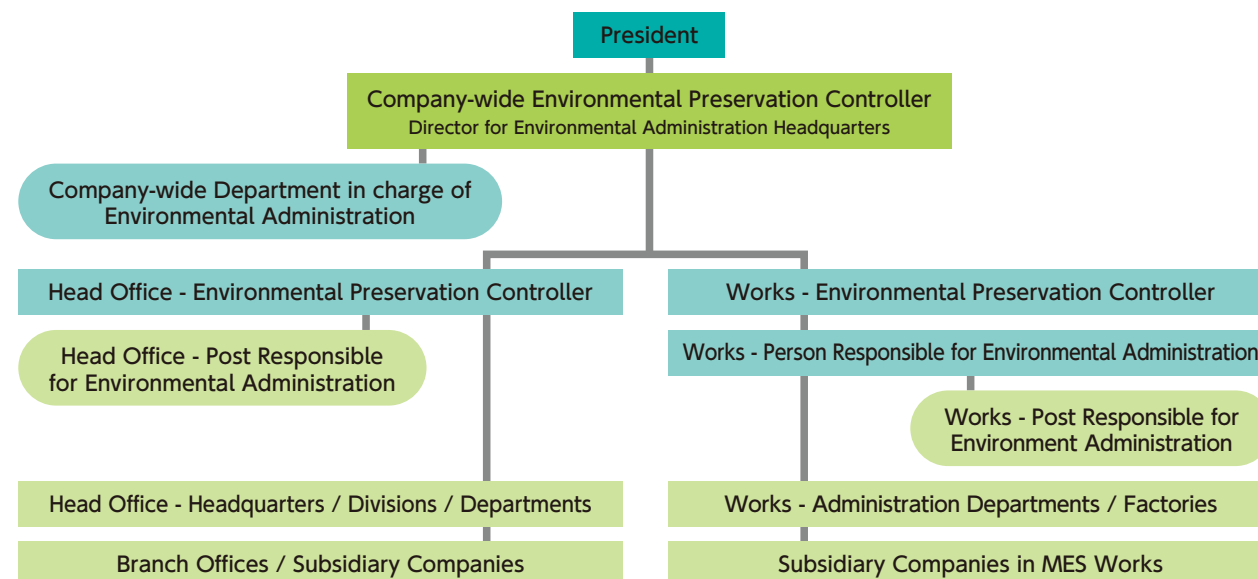 President
Company-wide Environmental Preservation Controller
Director for Environmental Administration Headquarters
Company-wide Department in charge of
Environmental Administration
Head Office - Environmental Preservation Controller
Head Office - Post Responsible
for Environmental Administration
Head Office - Headquarters / Divisions / Departments
Branch Offices / Subsidiary Companies
Works - Environmental Preservation Controller
Works - Person Responsible for Environmental Administration
Works - Post Responsible for
Environment Administration
Works - Administration Departments / Factories
Subsidiary Companies in MES Works